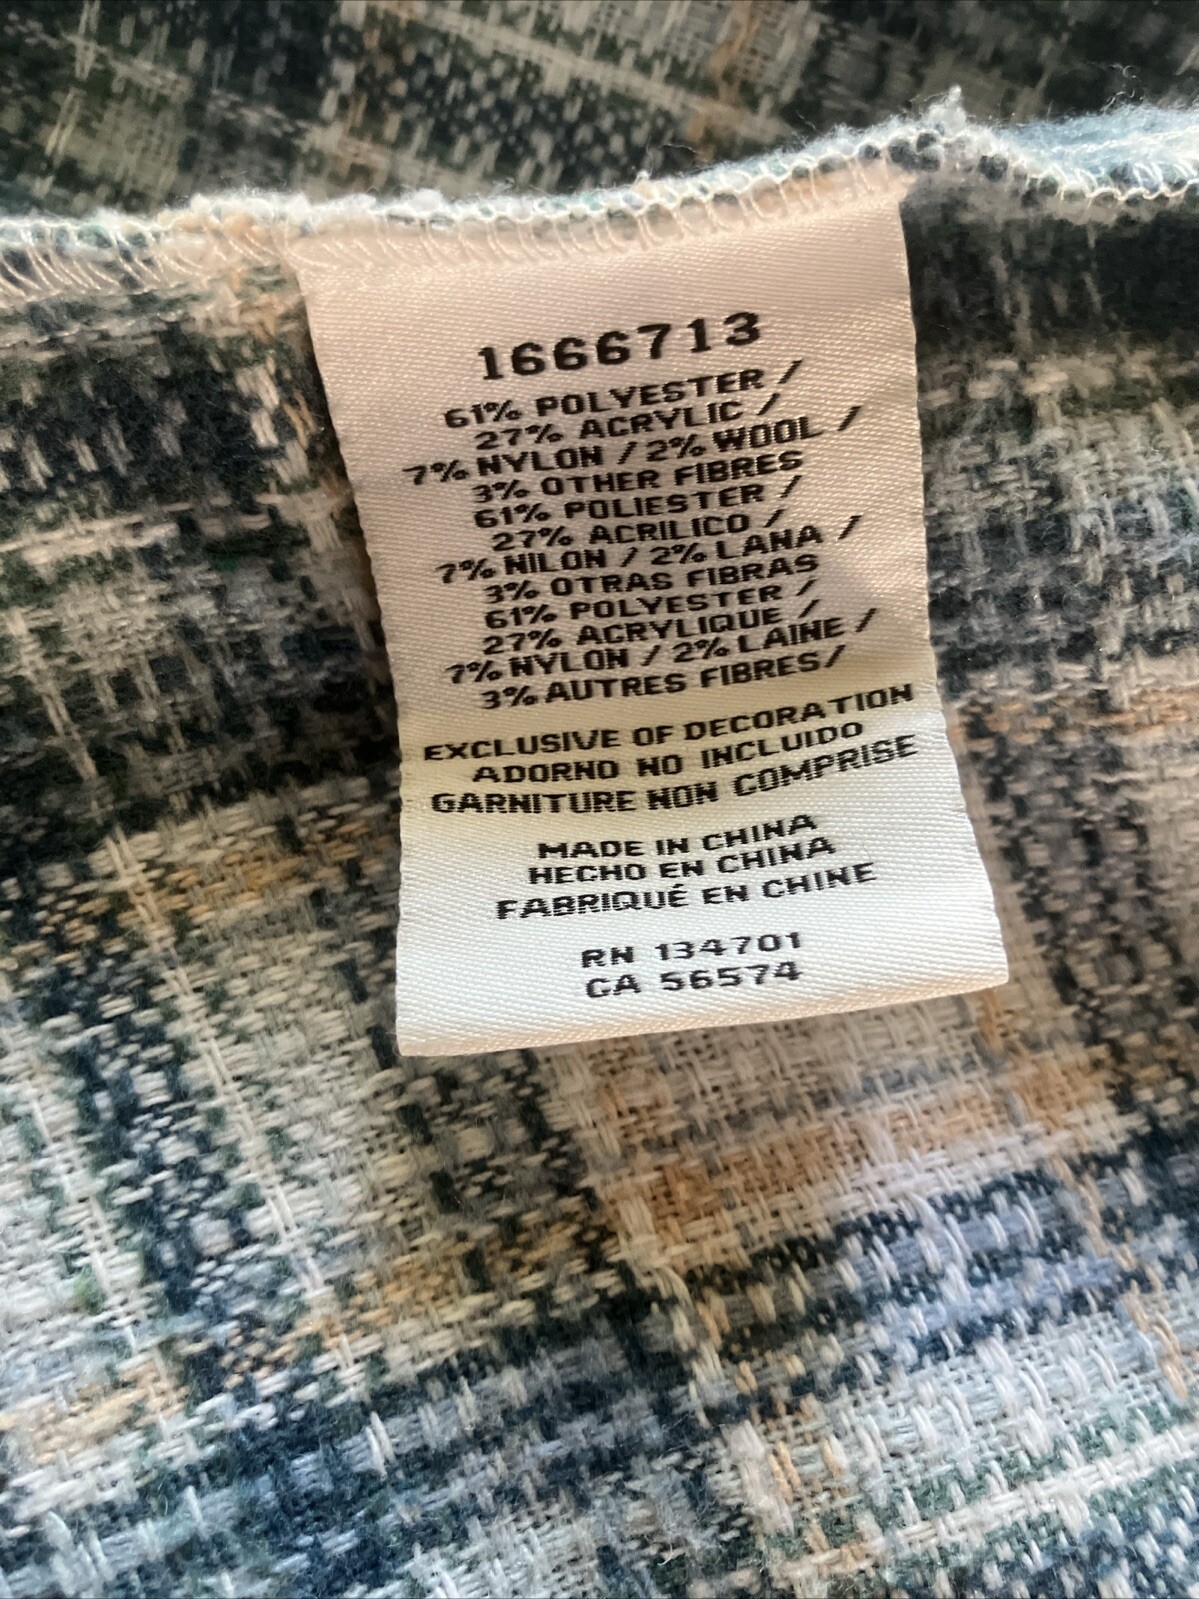 1666713
61% POLYESTER /
27% ACRYLIC /
7% NYLON / 2% WOOL /
3% OTHER FIBRES
61% POLIESTER /
27% ACRILICO /
7% NILON / 2% LANA /
3% OTRAS FIBRAS
61% POLYESTER /
27% ACRYLIQUE /
7% NYLON / 2% LAINE /
3% AUTRES FIBRES/
EXCLUSIVE OF DECORATION
ADORNO NO INCLUIDO
GARNITURE NON COMPRISE
MADE IN CHINA
HECHO EN CHINA
FABRIQUÉ EN CHINE
RN 134701
CA 56574